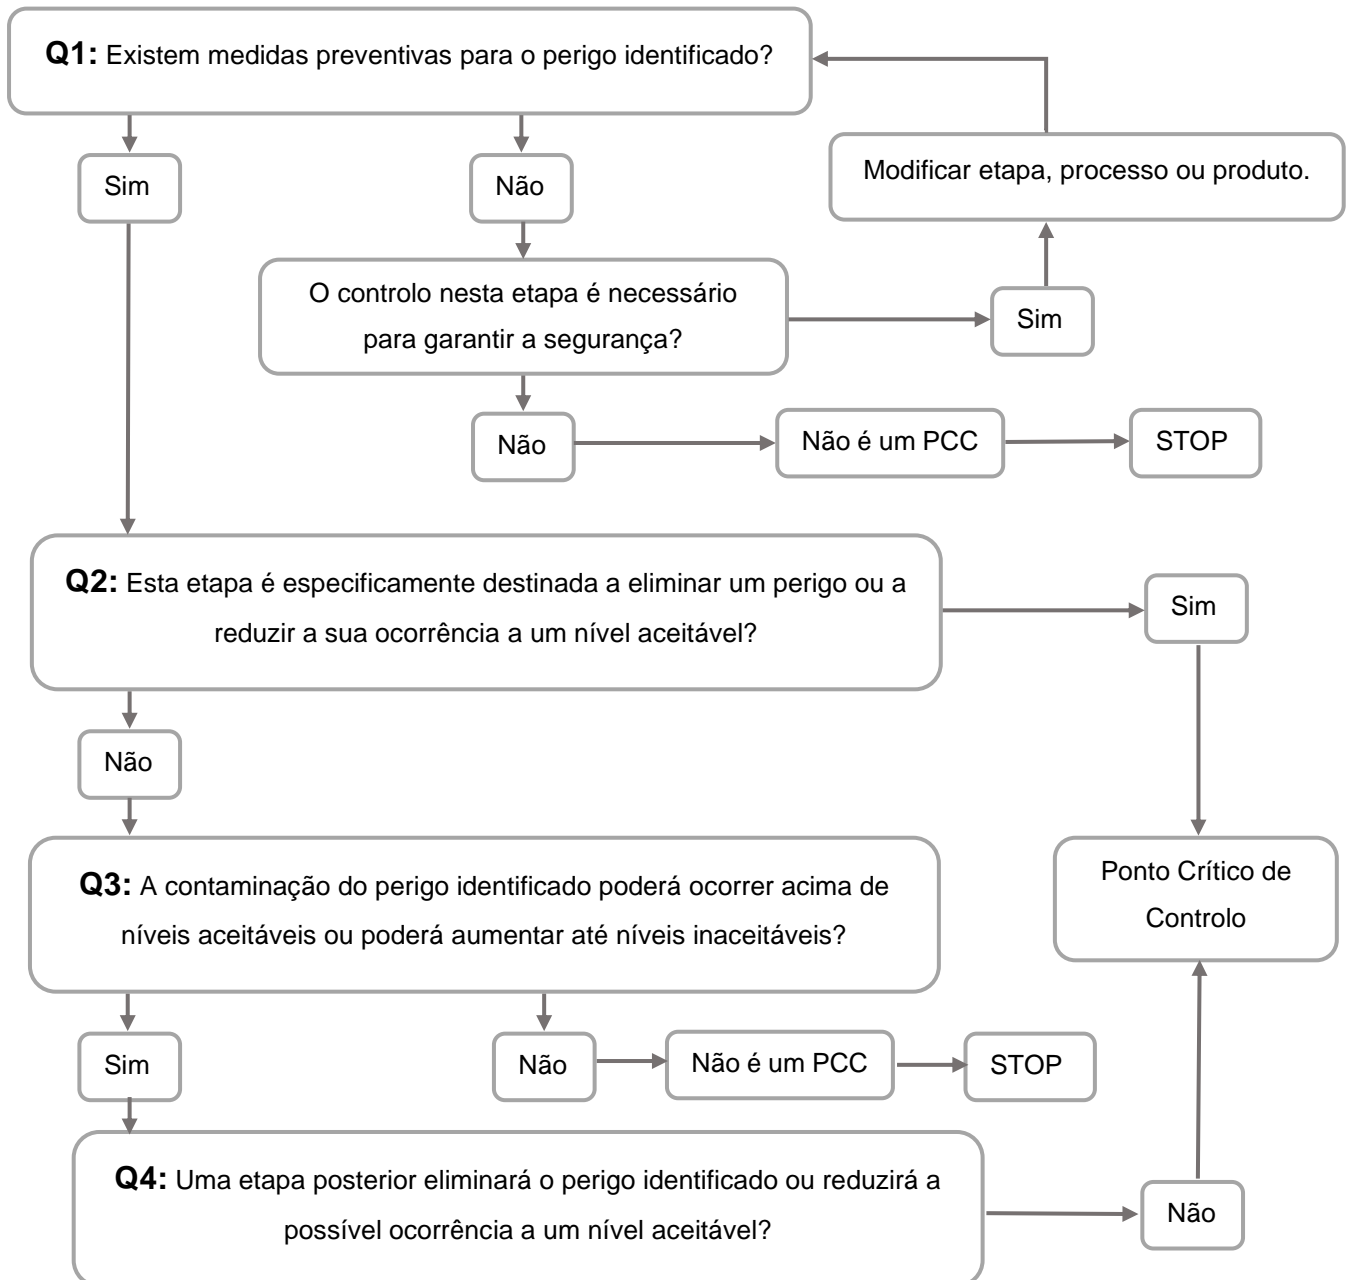 Q1: Existem medidas preventivas para o perigo identificado?
Modificar etapa, processo ou produto.
Sim
Não
O controlo nesta etapa é necessário
para garantir a segurança?
Sim
Não
Não é um PCC
STOP
Q2: Esta etapa é especificamente destinada a eliminar um perigo ou a
reduzir a sua ocorrência a um nível aceitável?
Sim
Não
Q3: A contaminação do perigo identificado poderá ocorrer acima de
níveis aceitáveis ou poderá aumentar até níveis inaceitáveis?
Ponto Crítico de
Controlo
Sim
Não
Não é um PCC
STOP
Q4: Uma etapa posterior eliminará o perigo identificado ou reduzirá a
possível ocorrência a um nível aceitável?
Não